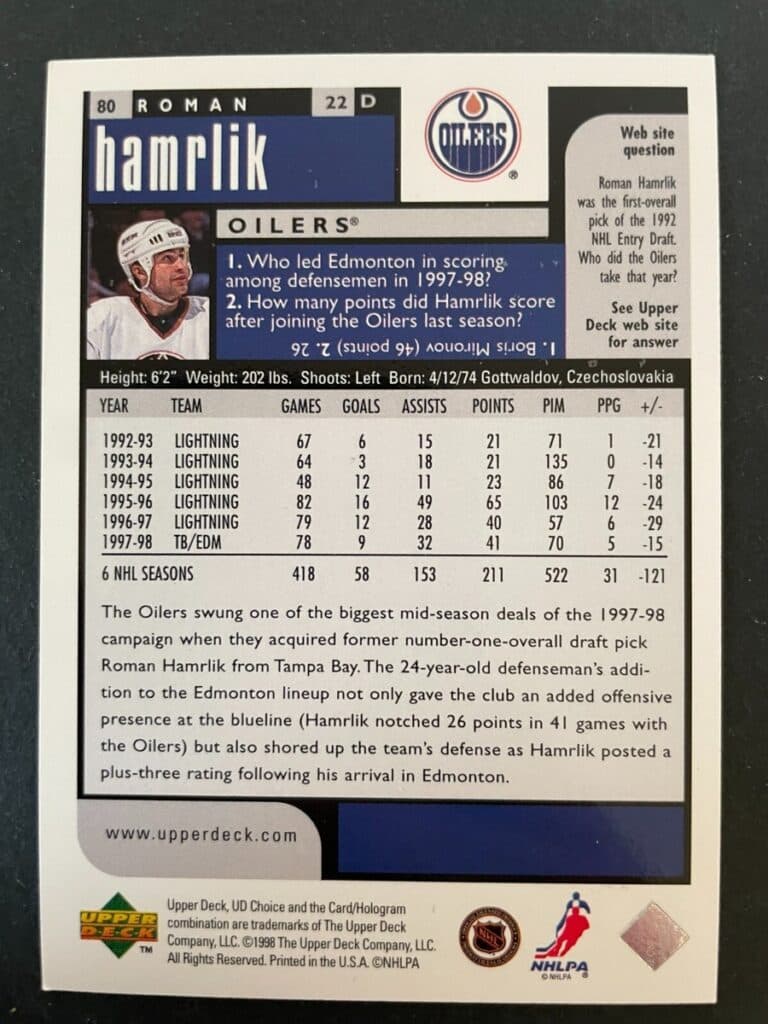 80 ROMAN 22 D
hamrlik
OILERS
®
OILERS®
1. Who led Edmonton in scoring
among defensemen in 1997-98?
2. How many points did Hamrlik score
after joining the Oilers last season?
1. Boris Mironov (46 points) 2. 26
Web site
question
Roman Hamrlik
was the first-overall
pick of the 1992
NHL Entry Draft.
Who did the Oilers
take that year?
See Upper
Deck web site
for answer
Height: 6'2" Weight: 202 lbs. Shoots: Left Born: 4/12/74 Gottwaldov, Czechoslovakia
YEAR TEAM GAMES GOALS ASSISTS POINTS PIM PPG +/-
1992-93 LIGHTNING 67 6 15 21 71 1 -21
1993-94 LIGHTNING 64 3 18 21 135 0 -14
1994-95 LIGHTNING 48 12 11 23 86 7 -18
1995-96 LIGHTNING 82 16 49 65 103 12 -24
1996-97 LIGHTNING 79 12 28 40 57 6 -29
1997-98 TB/EDM 78 9 32 41 70 5 -15
6 NHL SEASONS 418 58 153 211 522 31 -121
The Oilers swung one of the biggest mid-season deals of the 1997-98
campaign when they acquired former number-one-overall draft pick
Roman Hamrlik from Tampa Bay. The 24-year-old defenseman's addi-
tion to the Edmonton lineup not only gave the club an added offensive
presence at the blueline (Hamrlik notched 26 points in 41 games with
the Oilers) but also shored up the team's defense as Hamrlik posted a
plus-three rating following his arrival in Edmonton.
www.upperdeck.com
UPPER
DECK
TM
Upper Deck, UD Choice and the Card/Hologram
combination are trademarks of The Upper Deck
Company, LLC. ©1998 The Upper Deck Company, LLC.
All Rights Reserved. Printed in the U.S.A. ©NHLPA
NHL
NHLPA
© NHLPA